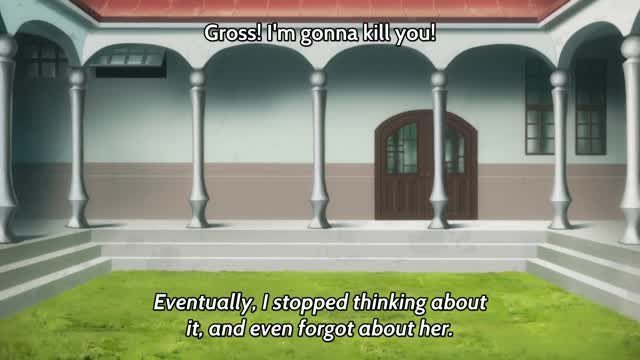 Gross! I'm gonna kill you!
Eventually, I stopped thinking about
it, and even forgot about her.